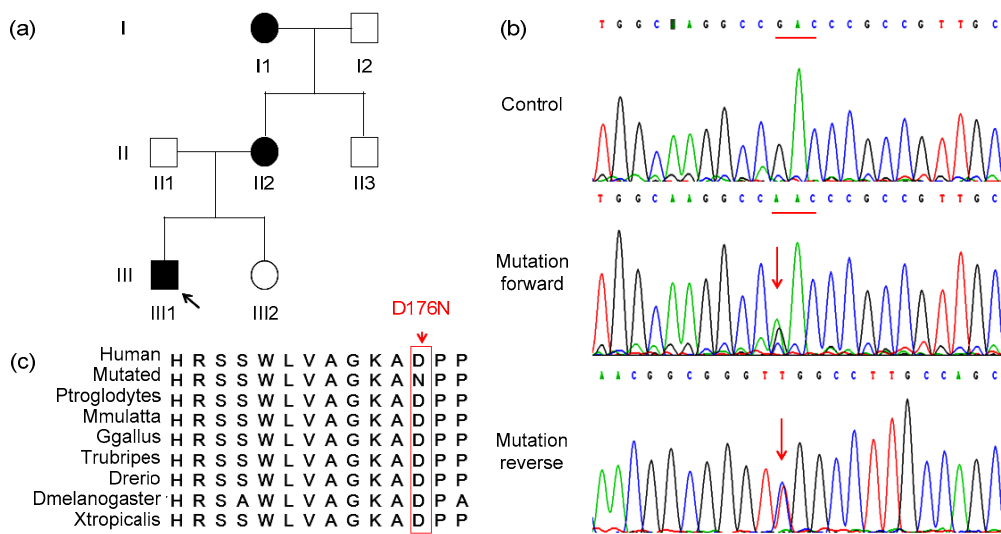 (a)
I
I1
I2
II
II1
II2
II3
III
III1
III2
(b)
T G G C A G G C C G A C C C G C C G T T G C
Control
T G G C A A G G C C A A C C C G C C G T T G C
Mutation
forward
A A C G G C G G G T T G G C C T T G C C A G C
Mutation
reverse
(c)
D176N
Human H R S S W L V A G K A D P P
Mutated H R S S W L V A G K A N P P
Ptroglodytes H R S S W L V A G K A D P P
Mmulatta H R S S W L V A G K A D P P
Ggallus H R S S W L V A G K A D P P
Trubripes H R S S W L V A G K A D P P
Drerio H R S S W L V A G K A D P P
Dmelanogaster H R S A W L V A G K A D P A
Xtropicalis H R S S W L V A G K A D P P